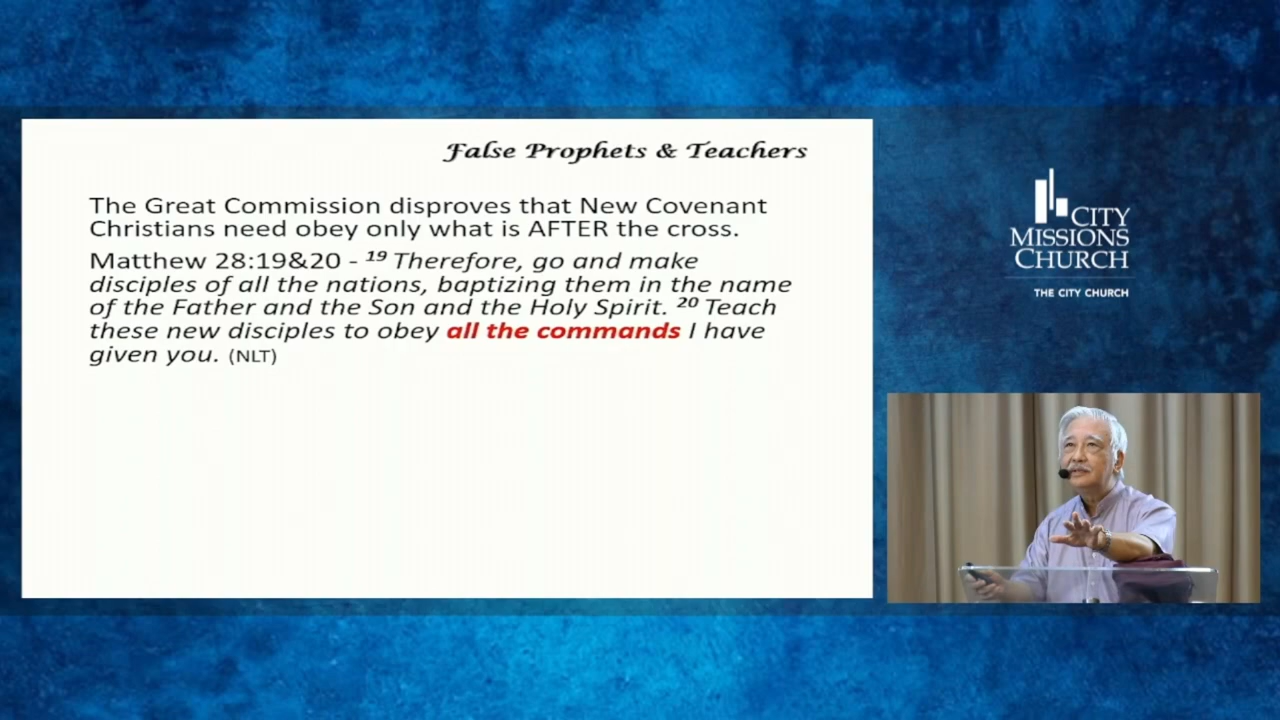 False Prophets & Teachers
The Great Commission disproves that New Covenant
Christians need obey only what is AFTER the cross.
Matthew 28:19&20 - 19 Therefore, go and make
disciples of all the nations, baptizing them in the name
of the Father and the Son and the Holy Spirit. 20 Teach
these new disciples to obey all the commands I have
given you. (NLT)
CITY
MISSIONS
CHURCH
THE CITY CHURCH